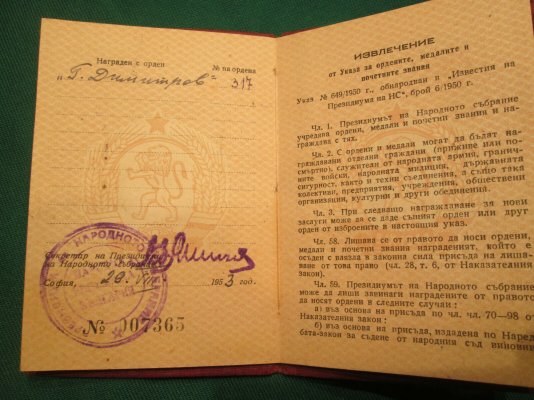 Награден с орден
№ на ордена
„Г. Димитров“
317
НАРОДНОТО
Секретар на Президиума
на Народното събрание:
София, 20. 1953 год.
№ 007365
ИЗВЛЕЧЕНИЕ
от Указа за ордените, медалите и
почетните звания
Указ № 649/1950 г., обнародван в „Известия на
Президиума на НС“, брой 6/1950 г.
Чл. 1. Президиумът на Народното събрание
учредява ордени, медали и почетни звания и на-
граждава с тях.
Чл. 2. С ордени и медали могат да бъдат на-
граждавани отделни граждани (приживе или по-
смъртно), служители от народната армия, гранич-
ните войски, народната милиция, държавната
сигурност, както и техни съединения, а също така
колективи, предприятия, учреждения, обществени
организации, културни и други обединения.
Чл. 3. При следващо награждаване за нови
заслуги може да се даде същият орден или друг
орден от изброените в настоящия указ.
Чл. 58. Лишава се от правото да носи ордени,
медали и почетни звания награденият, който е
осъден с влязла в законна сила присъда на лиша-
ване от това право (чл. 28, т. 6, от Наказателния
закон).
Чл. 59. Президиумът на Народното събрание
може да лиши завинаги наградените от правото
да носят ордени в следните случаи :
а) въз основа на присъда по чл. чл. 70—98 от
Наказателния закон ;
б) въз основа на присъда, издадена по Наред-
бата-закон за съдене от народния съд виновни